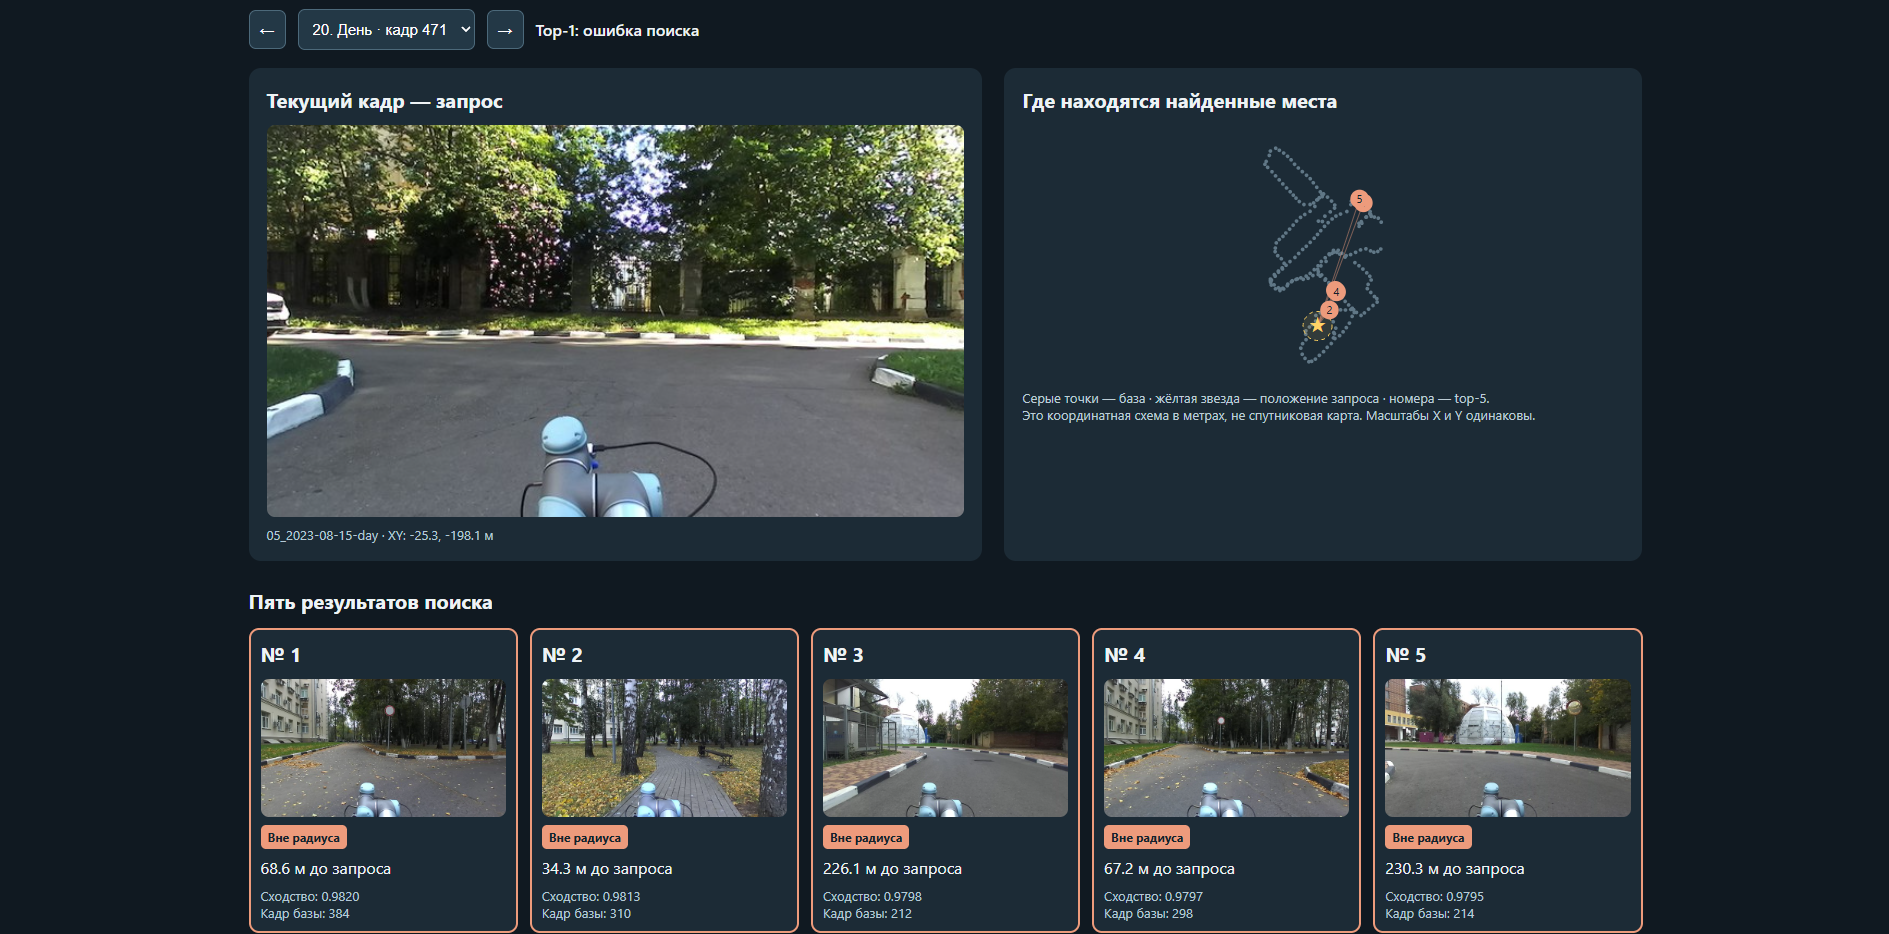 ←
20. День · кадр 471
→
Top-1: ошибка поиска
Текущий кадр — запрос
05_2023-08-15-day · XY: -25.3, -198.1 м
Где находятся найденные места
5
4
2
Серые точки — база · жёлтая звезда — положение запроса · номера — top-5.
Это координатная схема в метрах, не спутниковая карта. Масштабы X и Y одинаковы.
Пять результатов поиска
№ 1
Вне радиуса
68.6 м до запроса
Сходство: 0.9820
Кадр базы: 384
№ 2
Вне радиуса
34.3 м до запроса
Сходство: 0.9813
Кадр базы: 310
№ 3
Вне радиуса
226.1 м до запроса
Сходство: 0.9798
Кадр базы: 212
№ 4
Вне радиуса
67.2 м до запроса
Сходство: 0.9797
Кадр базы: 298
№ 5
Вне радиуса
230.3 м до запроса
Сходство: 0.9795
Кадр базы: 214